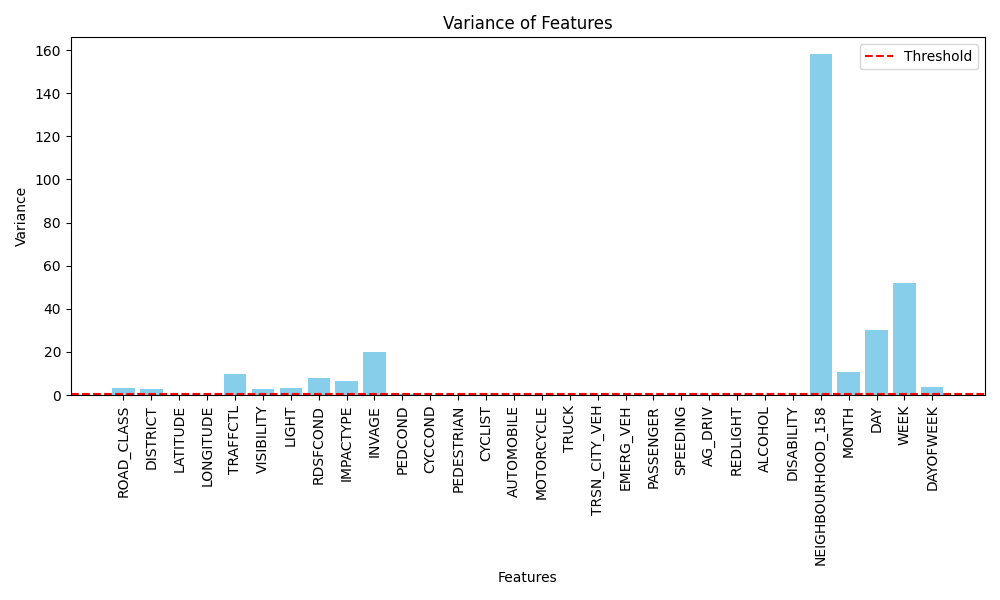 Variance of Features
Threshold
Variance
160
140
120
100
80
60
40
20
0
ROAD_CLASS
DISTRICT
LATITUDE
LONGITUDE
TRAFFCTL
VISIBILITY
LIGHT
RDSFCOND
IMPACTYPE
INVAGE
PEDCOND
CYCCOND
PEDESTRIAN
CYCLIST
AUTOMOBILE
MOTORCYCLE
TRUCK
TRSN_CITY_VEH
EMERG_VEH
PASSENGER
SPEEDING
AG_DRIV
REDLIGHT
ALCOHOL
DISABILITY
NEIGHBOURHOOD_158
MONTH
DAY
WEEK
DAYOFWEEK
Features